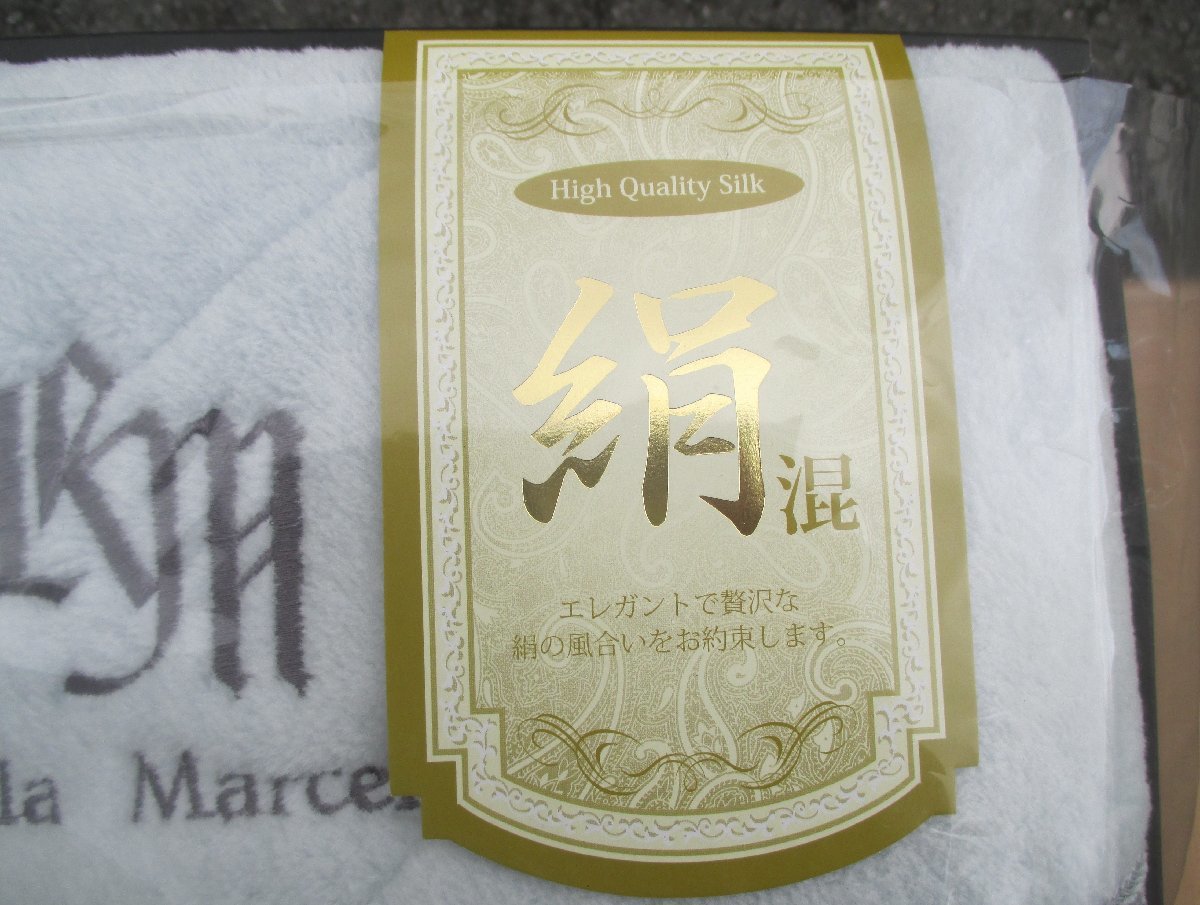 High Quality Silk
絹混
エレガントで贅沢な
絹の風合いをお約束します。
M
la Marce